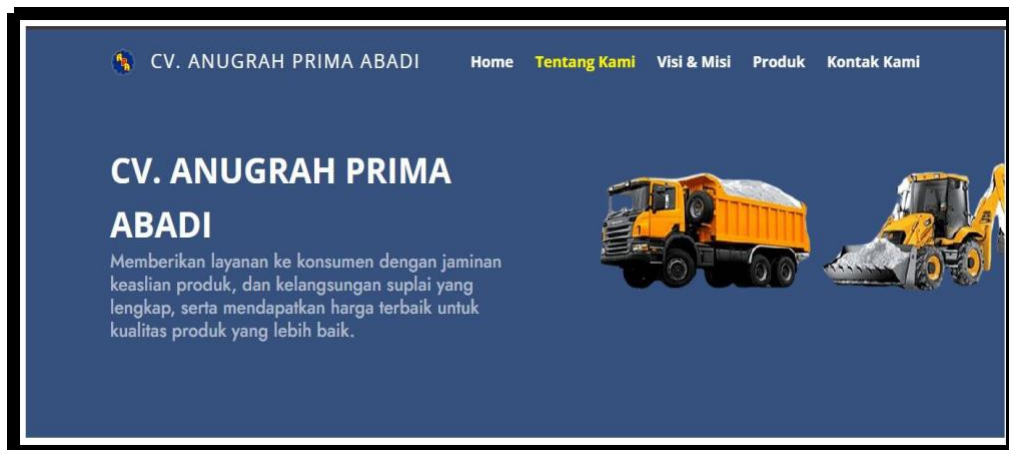 CV. ANUGRAH PRIMA ABADI
Home Tentang Kami Visi & Misi Produk Kontak Kami
CV. ANUGRAH PRIMA
ABADI
Memberikan layanan ke konsumen dengan jaminan
keaslian produk, dan kelangsungan suplai yang
lengkap, serta mendapatkan harga terbaik untuk
kualitas produk yang lebih baik.